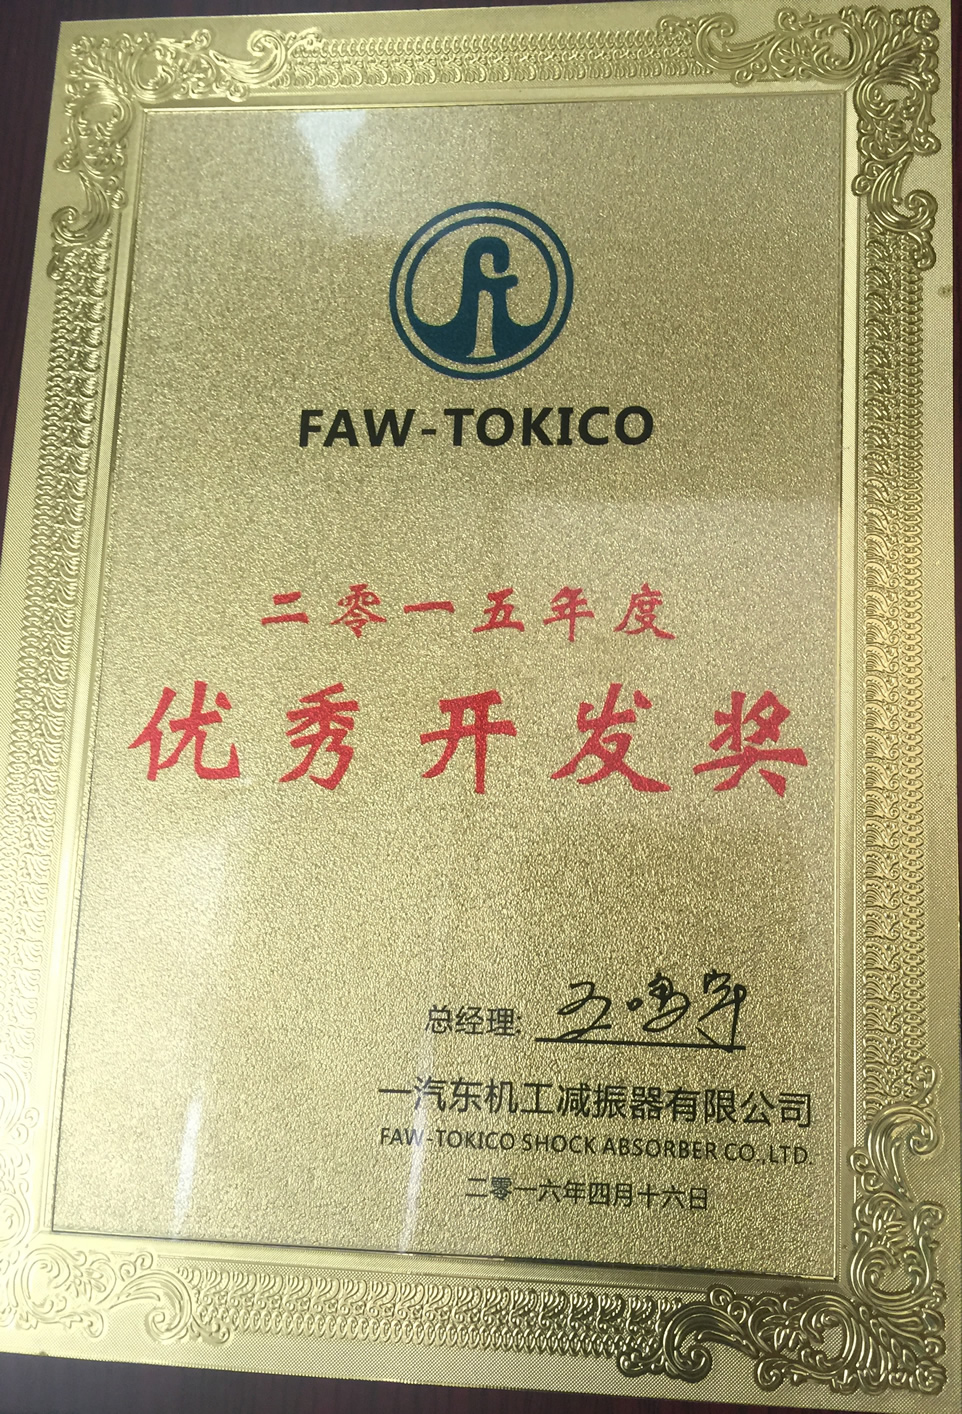 FAW-TOKICO
二零一五年度
优秀开发奖
总经理:
一汽东机工减振器有限公司
FAW-TOKICO SHOCK ABSORBER CO.,LTD.
二零一六年四月十六日